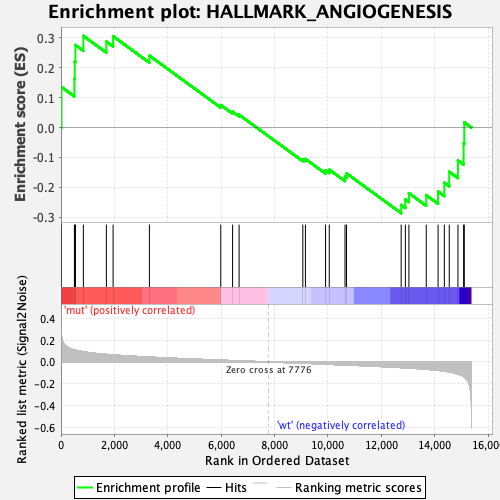 Enrichment plot: HALLMARK_ANGIOGENESIS
Enrichment score (ES)
0.3
0.2
0.1
0.0
-0.1
-0.2
-0.3
'mut' (positively correlated)
Ranked list metric (Signal2Noise)
0.4
0.2
0.0
-0.2
-0.4
-0.6
Zero cross at 7776
'wt' (negatively correlated)
0 2,000 4,000 6,000 8,000 10,000 12,000 14,000 16,000
Rank in Ordered Dataset
Enrichment profile Hits Ranking metric scores